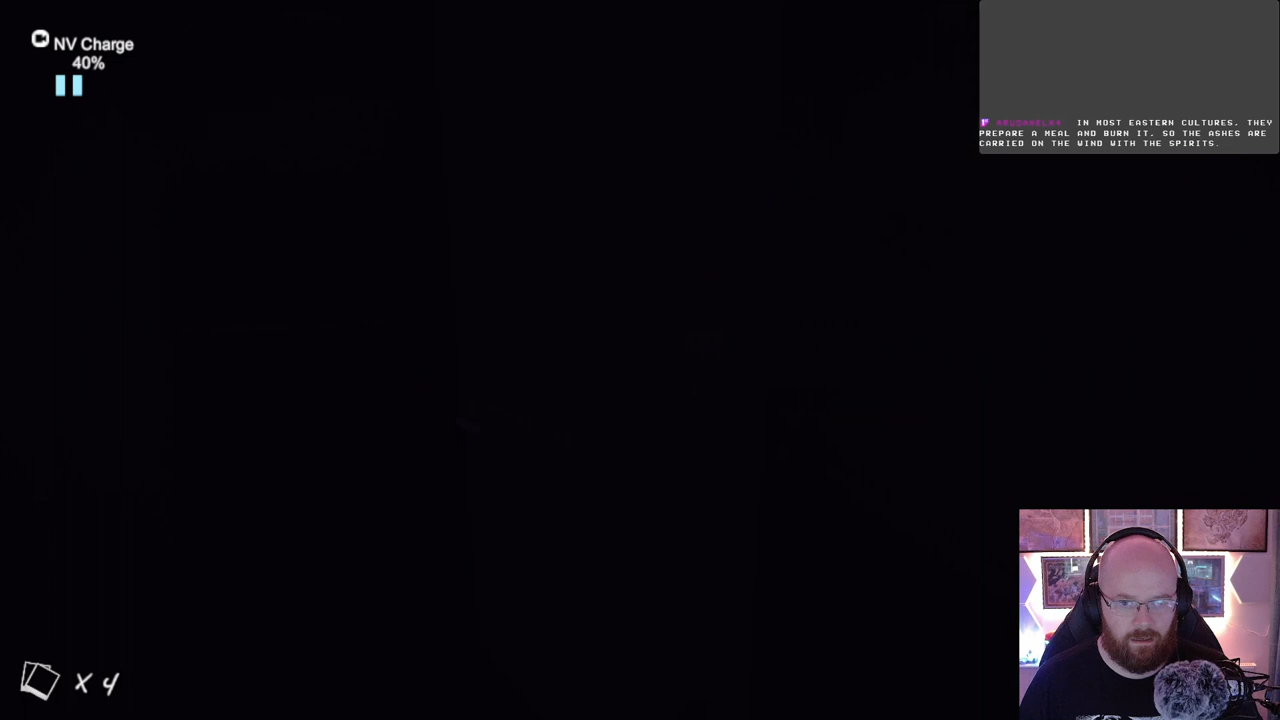 NV Charge
40%
IN MOST EASTERN CULTURES. THEY
PREPARE A MEAL AND BURN IT. SO THE ASHES ARE
CARRIED ON THE WIND WITH THE SPIRITS.
X 4